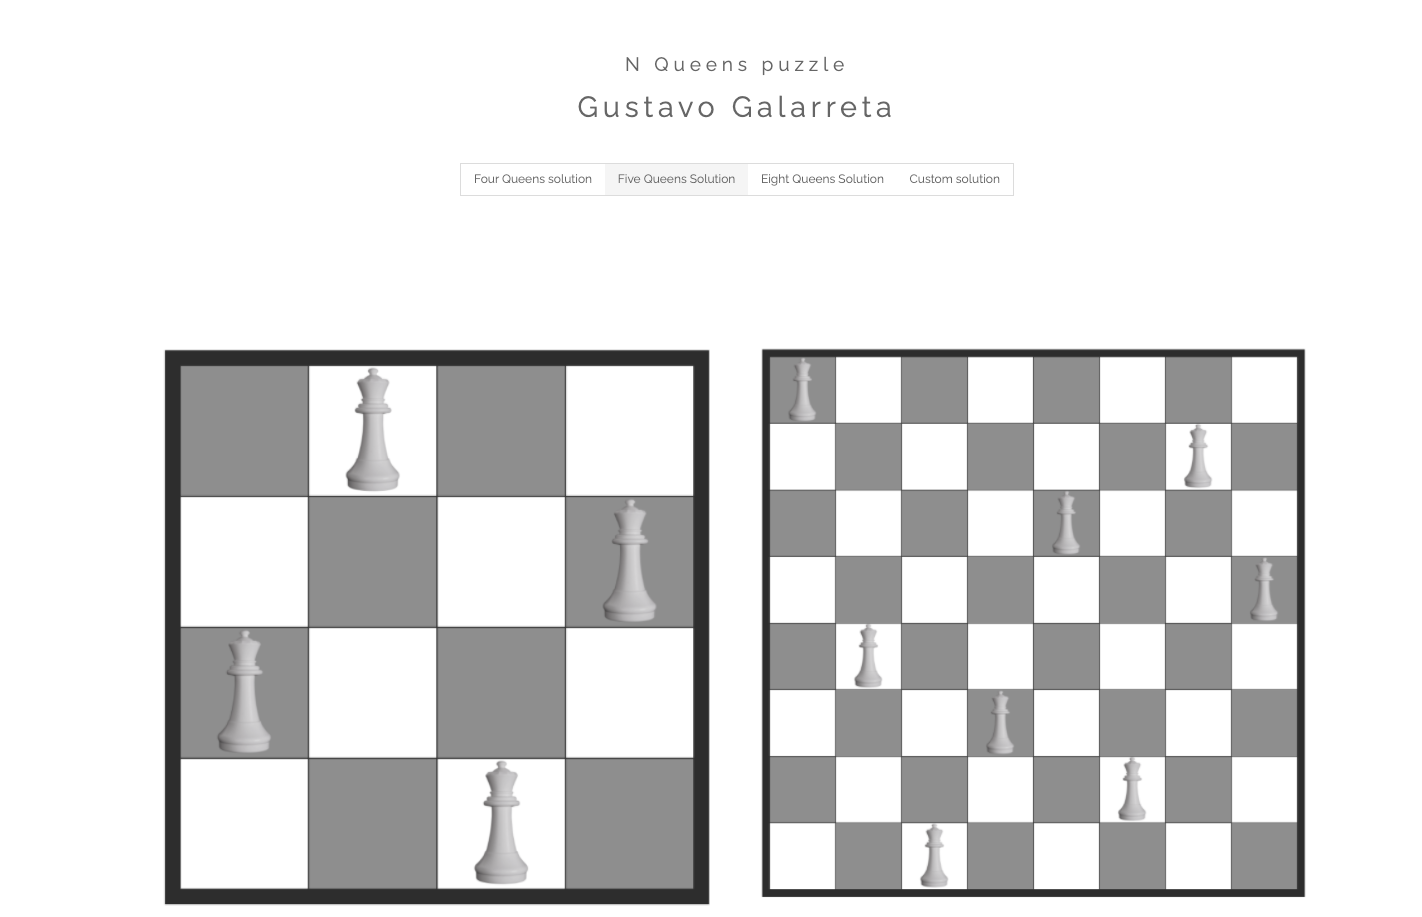 N Queens puzzle
Gustavo Galarreta
Four Queens solution Five Queens Solution Eight Queens Solution Custom solution